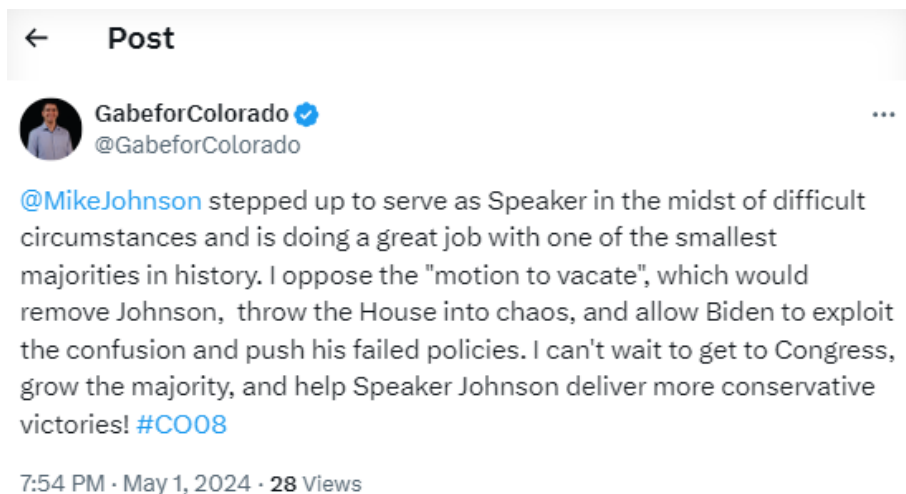 Post
GabeforColorado
@GabeforColorado
@MikeJohnson stepped up to serve as Speaker in the midst of difficult
circumstances and is doing a great job with one of the smallest
majorities in history. I oppose the "motion to vacate", which would
remove Johnson,  throw the House into chaos, and allow Biden to exploit
the confusion and push his failed policies. I can't wait to get to Congress,
grow the majority, and help Speaker Johnson deliver more conservative
victories! #CO08
7:54 PM · May 1, 2024 · 28 Views